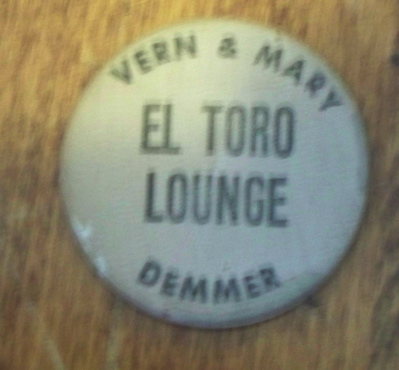 VERN & MARY
EL TORO
LOUNGE
DEMMER